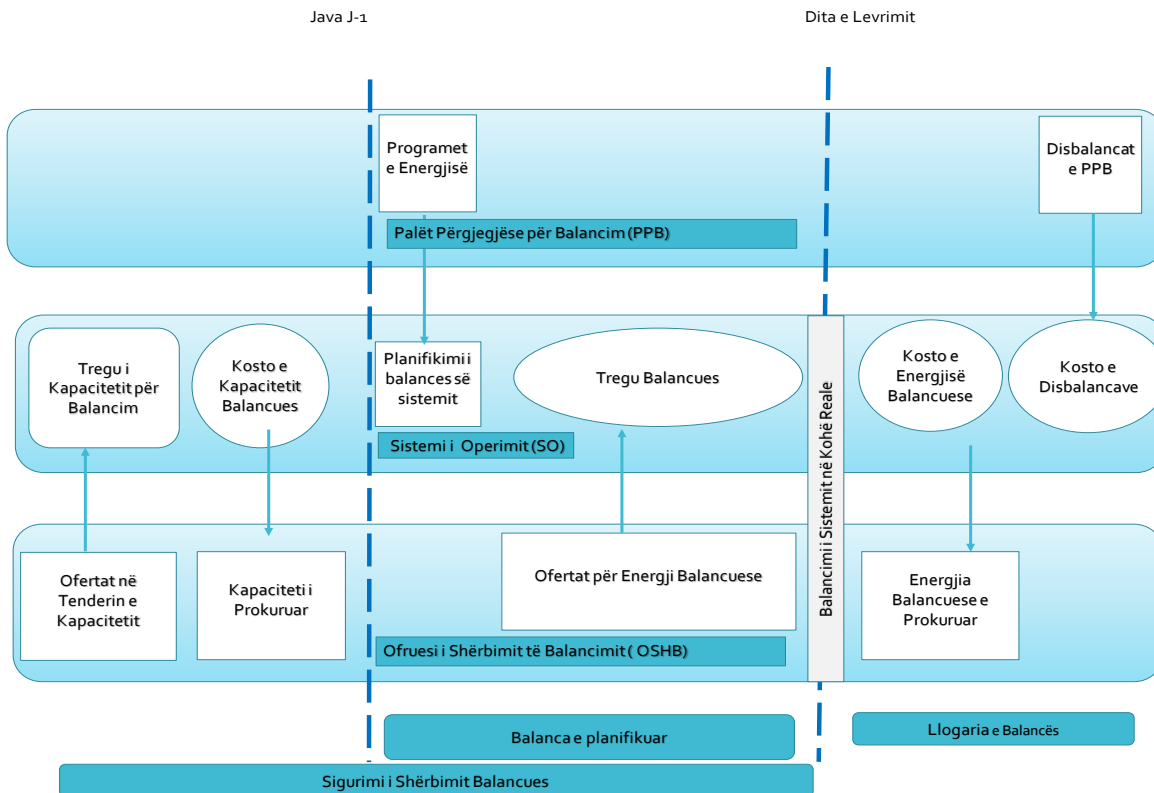 Java J-1
Dita e Levrimit
Programet
e Energjisë
Disbalancat
e PPB
Palët Përgjegjëse për Balancim (PPB)
Tregu i
Kapacitetit për
Balancim
Kosto e
Kapacitetit
Balancues
Planifikimi i
balances së
sistemit
Tregu Balancues
Kosto e
Energjisë
Balancuese
Kosto e
Disbalancave
Sistemi i Operimit (SO)
Balancimi i Sistemit në Kohë Reale
Ofertat në
Tenderin e
Kapacitetit
Kapaciteti i
Prokuruar
Ofertat për Energji Balancuese
Energjia
Balancuese e
Prokuruar
Ofruesi i Shërbimit të Balancimit ( OSHB)
Balanca e planifikuar
Llogaria e Balancës
Sigurimi i Shërbimit Balancues